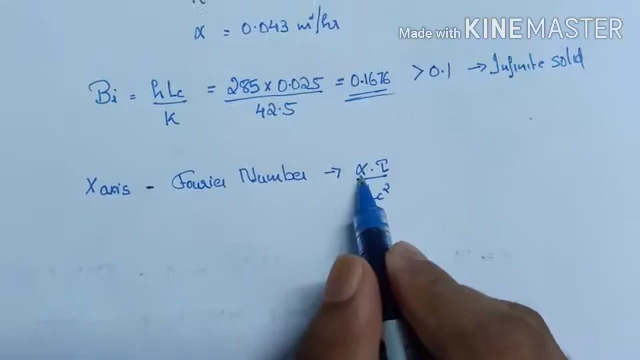 Made with KINEMASTER
α = 0.043 m²/hr
Bi = hLc/K = 285 x 0.025/42.5 = 0.1676 > 0.1 → Infinite solid
X axis - Fourier Number → α.τ/c²